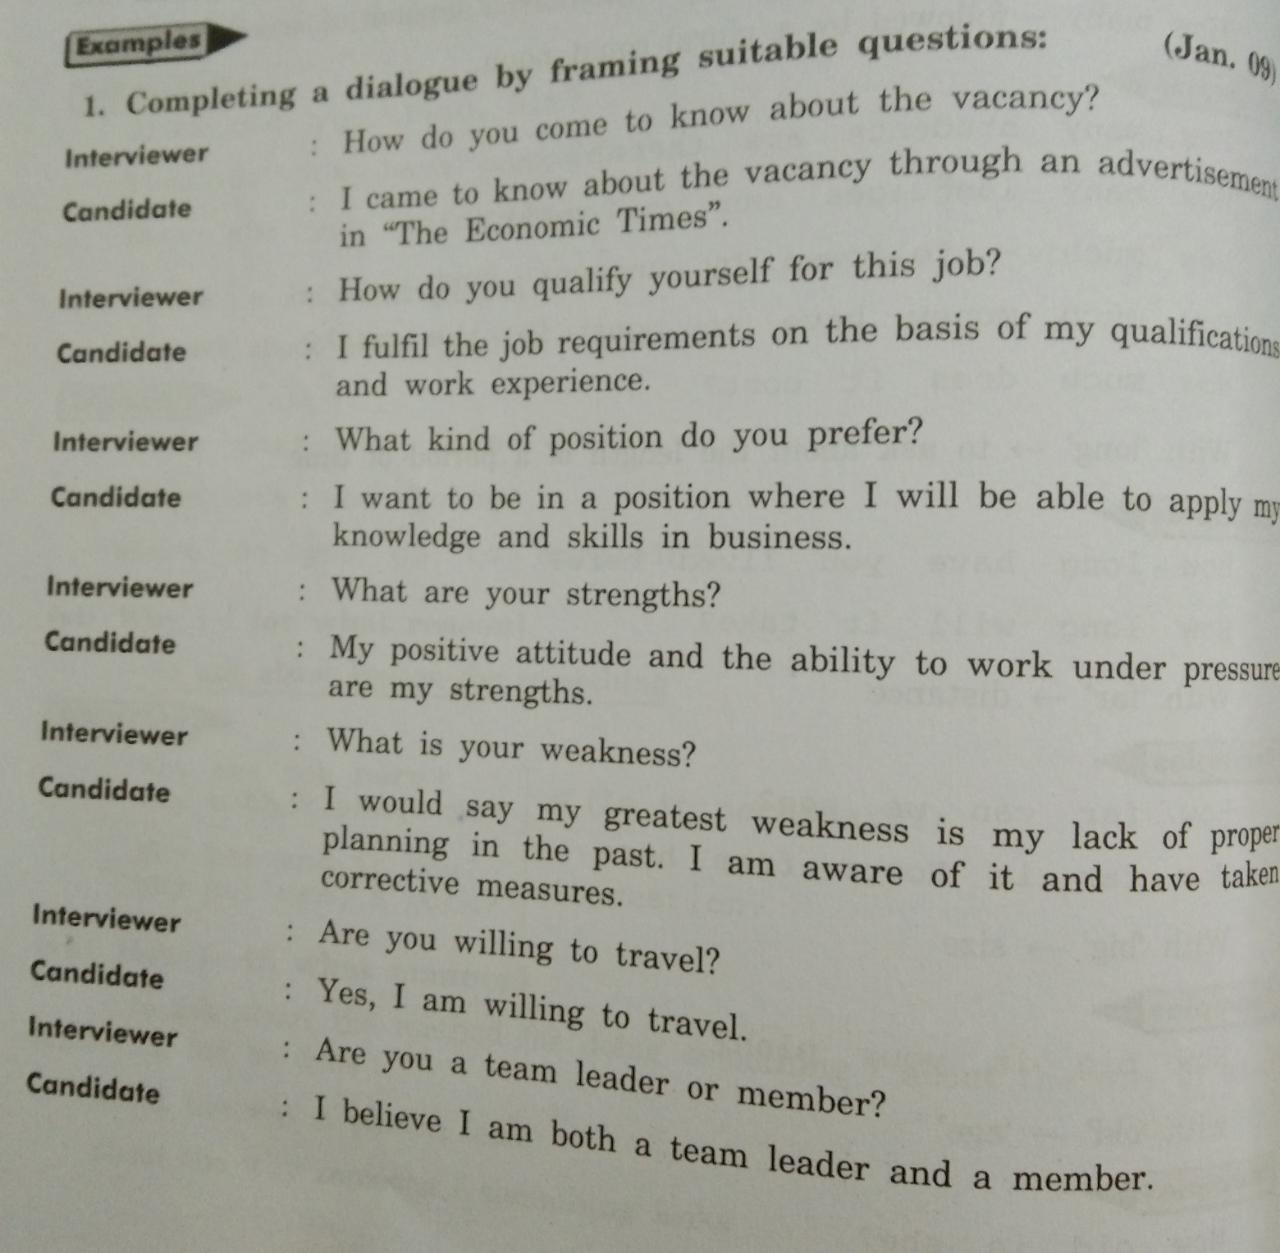 Examples
1. Completing a dialogue by framing suitable questions: (Jan. 09)
Interviewer : How do you come to know about the vacancy?
Candidate : I came to know about the vacancy through an advertisement
in “The Economic Times”.
Interviewer : How do you qualify yourself for this job?
Candidate : I fulfil the job requirements on the basis of my qualifications
and work experience.
Interviewer : What kind of position do you prefer?
Candidate : I want to be in a position where I will be able to apply my
knowledge and skills in business.
Interviewer : What are your strengths?
Candidate : My positive attitude and the ability to work under pressure
are my strengths.
Interviewer : What is your weakness?
Candidate : I would say my greatest weakness is my lack of proper
planning in the past. I am aware of it and have taken
corrective measures.
Interviewer : Are you willing to travel?
Candidate : Yes, I am willing to travel.
Interviewer : Are you a team leader or member?
Candidate : I believe I am both a team leader and a member.